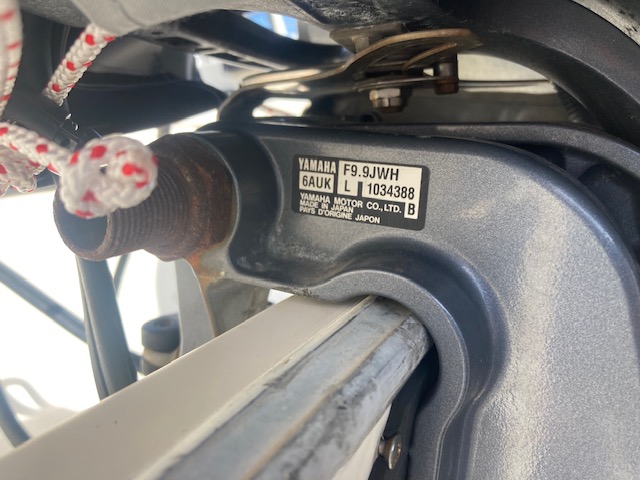 YAMAHA F9.9JWH
6AUK L 1034388
YAMAHA MOTOR CO., LTD. B
MADE IN JAPAN
PAYS D'ORIGINE JAPON